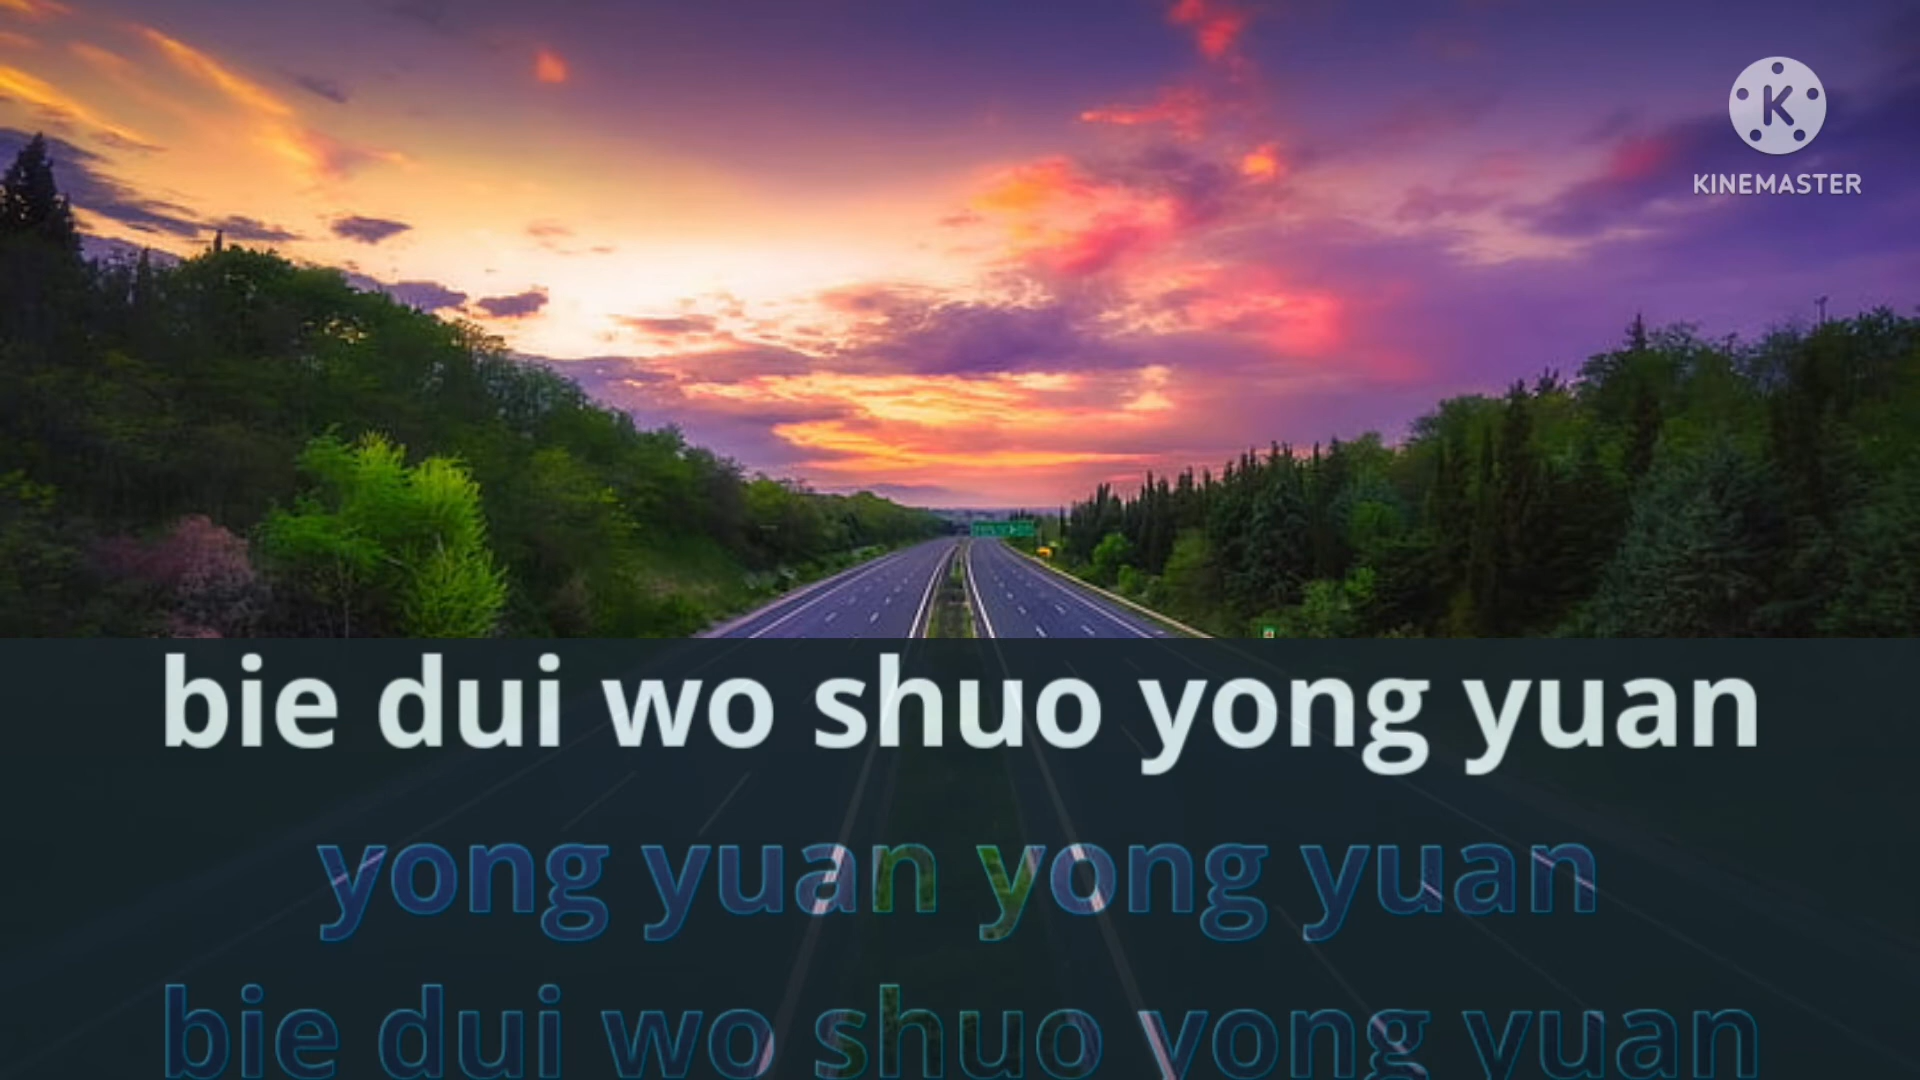 K
KINEMASTER
bie dui wo shuo yong yuan
yong yuan yong yuan
bie dui wo shuo yong yuan